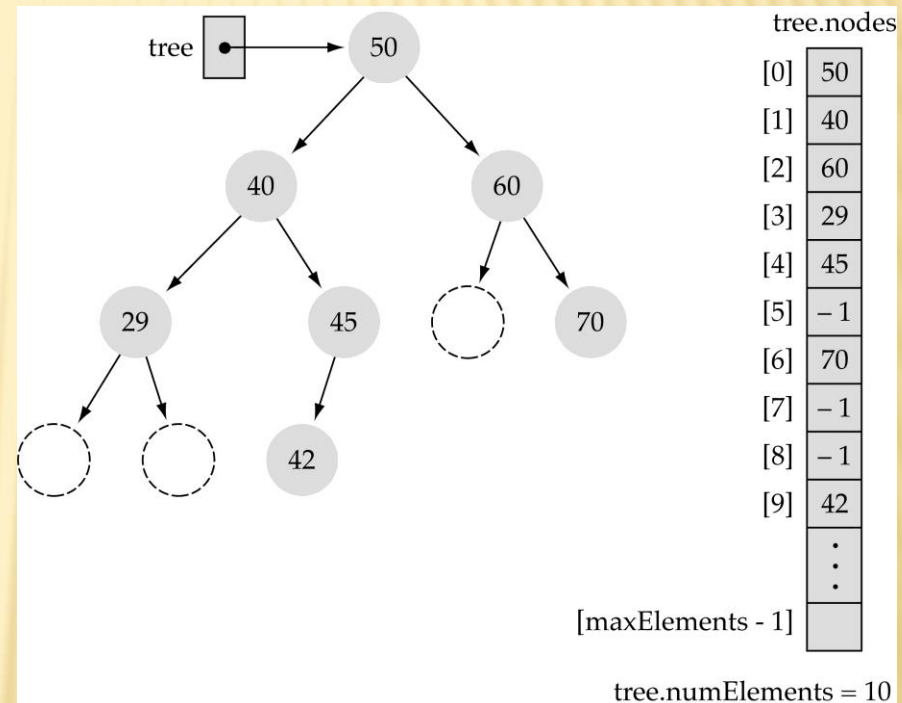 tree
50
40
60
29
45
70
42
tree.nodes
[0] 50
[1] 40
[2] 60
[3] 29
[4] 45
[5] – 1
[6] 70
[7] – 1
[8] – 1
[9] 42
[maxElements - 1]
tree.numElements = 10